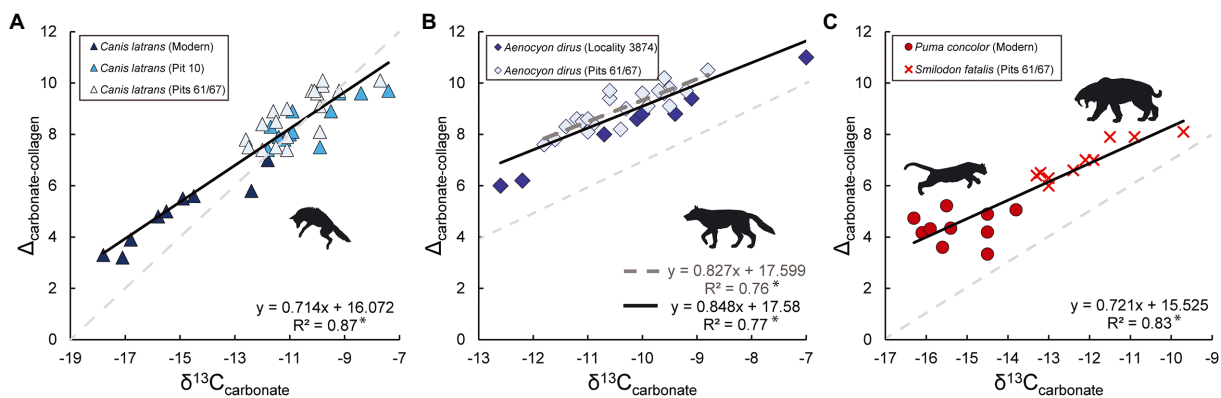 A
Canis latrans (Modern)
Canis latrans (Pit 10)
Canis latrans (Pits 61/67)
Δcarbonate-collagen
14
12
10
8
6
4
2
0
y = 0.714x + 16.072
R² = 0.87*
-19 -17 -15 -13 -11 -9 -7
δ¹³Ccarbonate
B
Aenocyon dirus (Locality 3874)
Aenocyon dirus (Pits 61/67)
Δcarbonate-collagen
12
10
8
6
4
2
0
y = 0.827x + 17.599
R² = 0.76*
y = 0.848x + 17.58
R² = 0.77*
-13 -12 -11 -10 -9 -8 -7
δ¹³Ccarbonate
C
Puma concolor (Modern)
Smilodon fatalis (Pits 61/67)
Δcarbonate-collagen
12
10
8
6
4
2
0
y = 0.721x + 15.525
R² = 0.83*
-17 -16 -15 -14 -13 -12 -11 -10 -9
δ¹³Ccarbonate